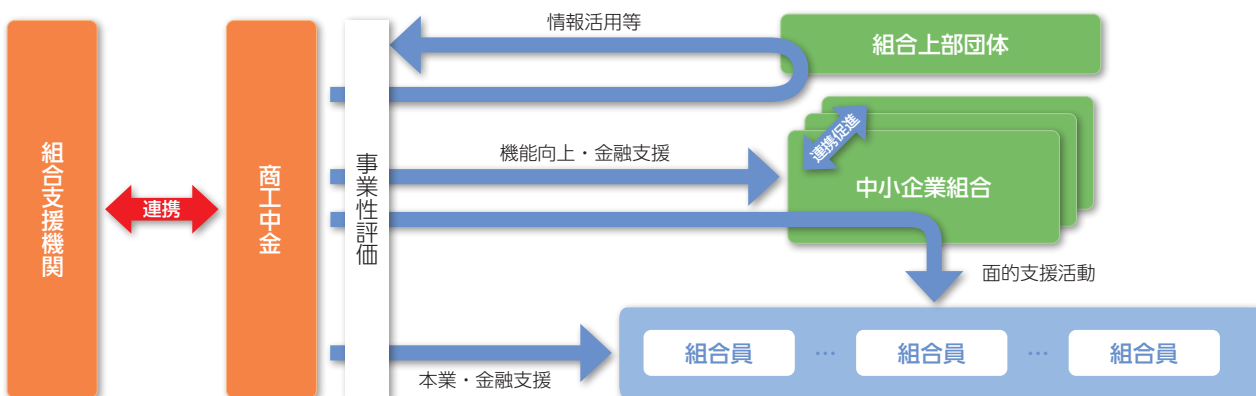 組合支援機関
連携
商工中金
事業性評価
情報活用等
組合上部団体
連携促進
機能向上・金融支援
中小企業組合
面的支援活動
組合員 … 組合員 … 組合員
本業・金融支援